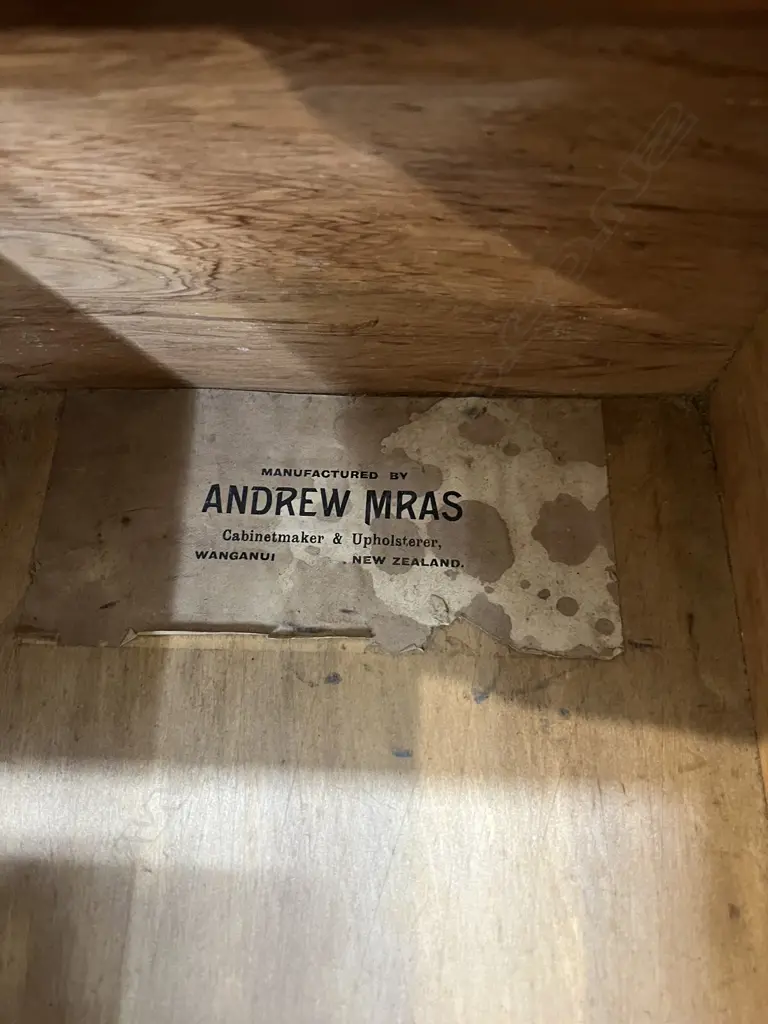 MANUFACTURED BY
ANDREW MRAS
Cabinetmaker & Upholsterer,
WANGANUI . NEW ZEALAND.